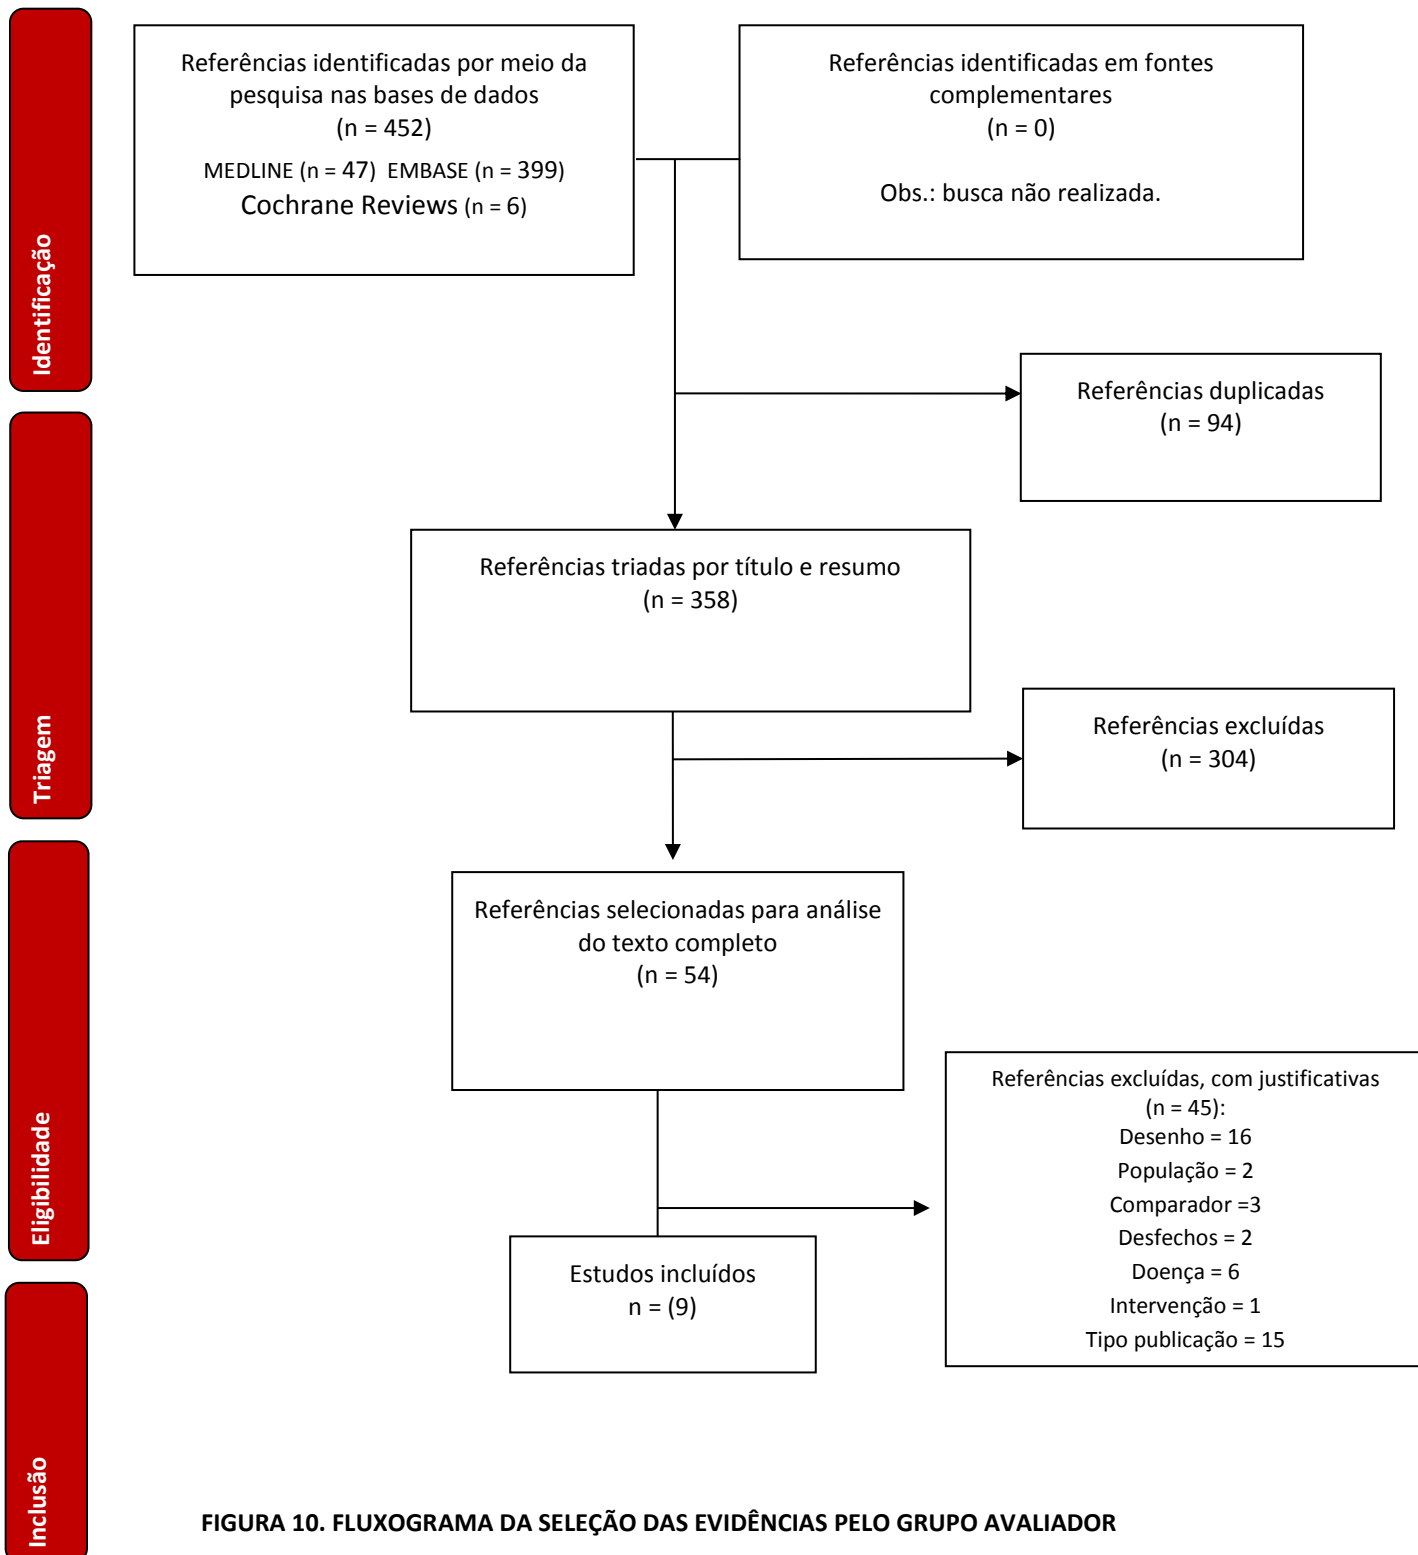 Identificação
Referências identificadas por meio da
pesquisa nas bases de dados
(n = 452)
MEDLINE (n = 47)  EMBASE (n = 399)
Cochrane Reviews (n = 6)
Referências identificadas em fontes
complementares
(n = 0)
Obs.: busca não realizada.
Referências duplicadas
(n = 94)
Triagem
Referências triadas por título e resumo
(n = 358)
Referências excluídas
(n = 304)
Eligibilidade
Referências selecionadas para análise
do texto completo
(n = 54)
Referências excluídas, com justificativas
(n = 45):
Desenho = 16
População = 2
Comparador =3
Desfechos = 2
Doença = 6
Intervenção = 1
Tipo publicação = 15
Inclusão
Estudos incluídos
n = (9)
FIGURA 10. FLUXOGRAMA DA SELEÇÃO DAS EVIDÊNCIAS PELO GRUPO AVALIADOR